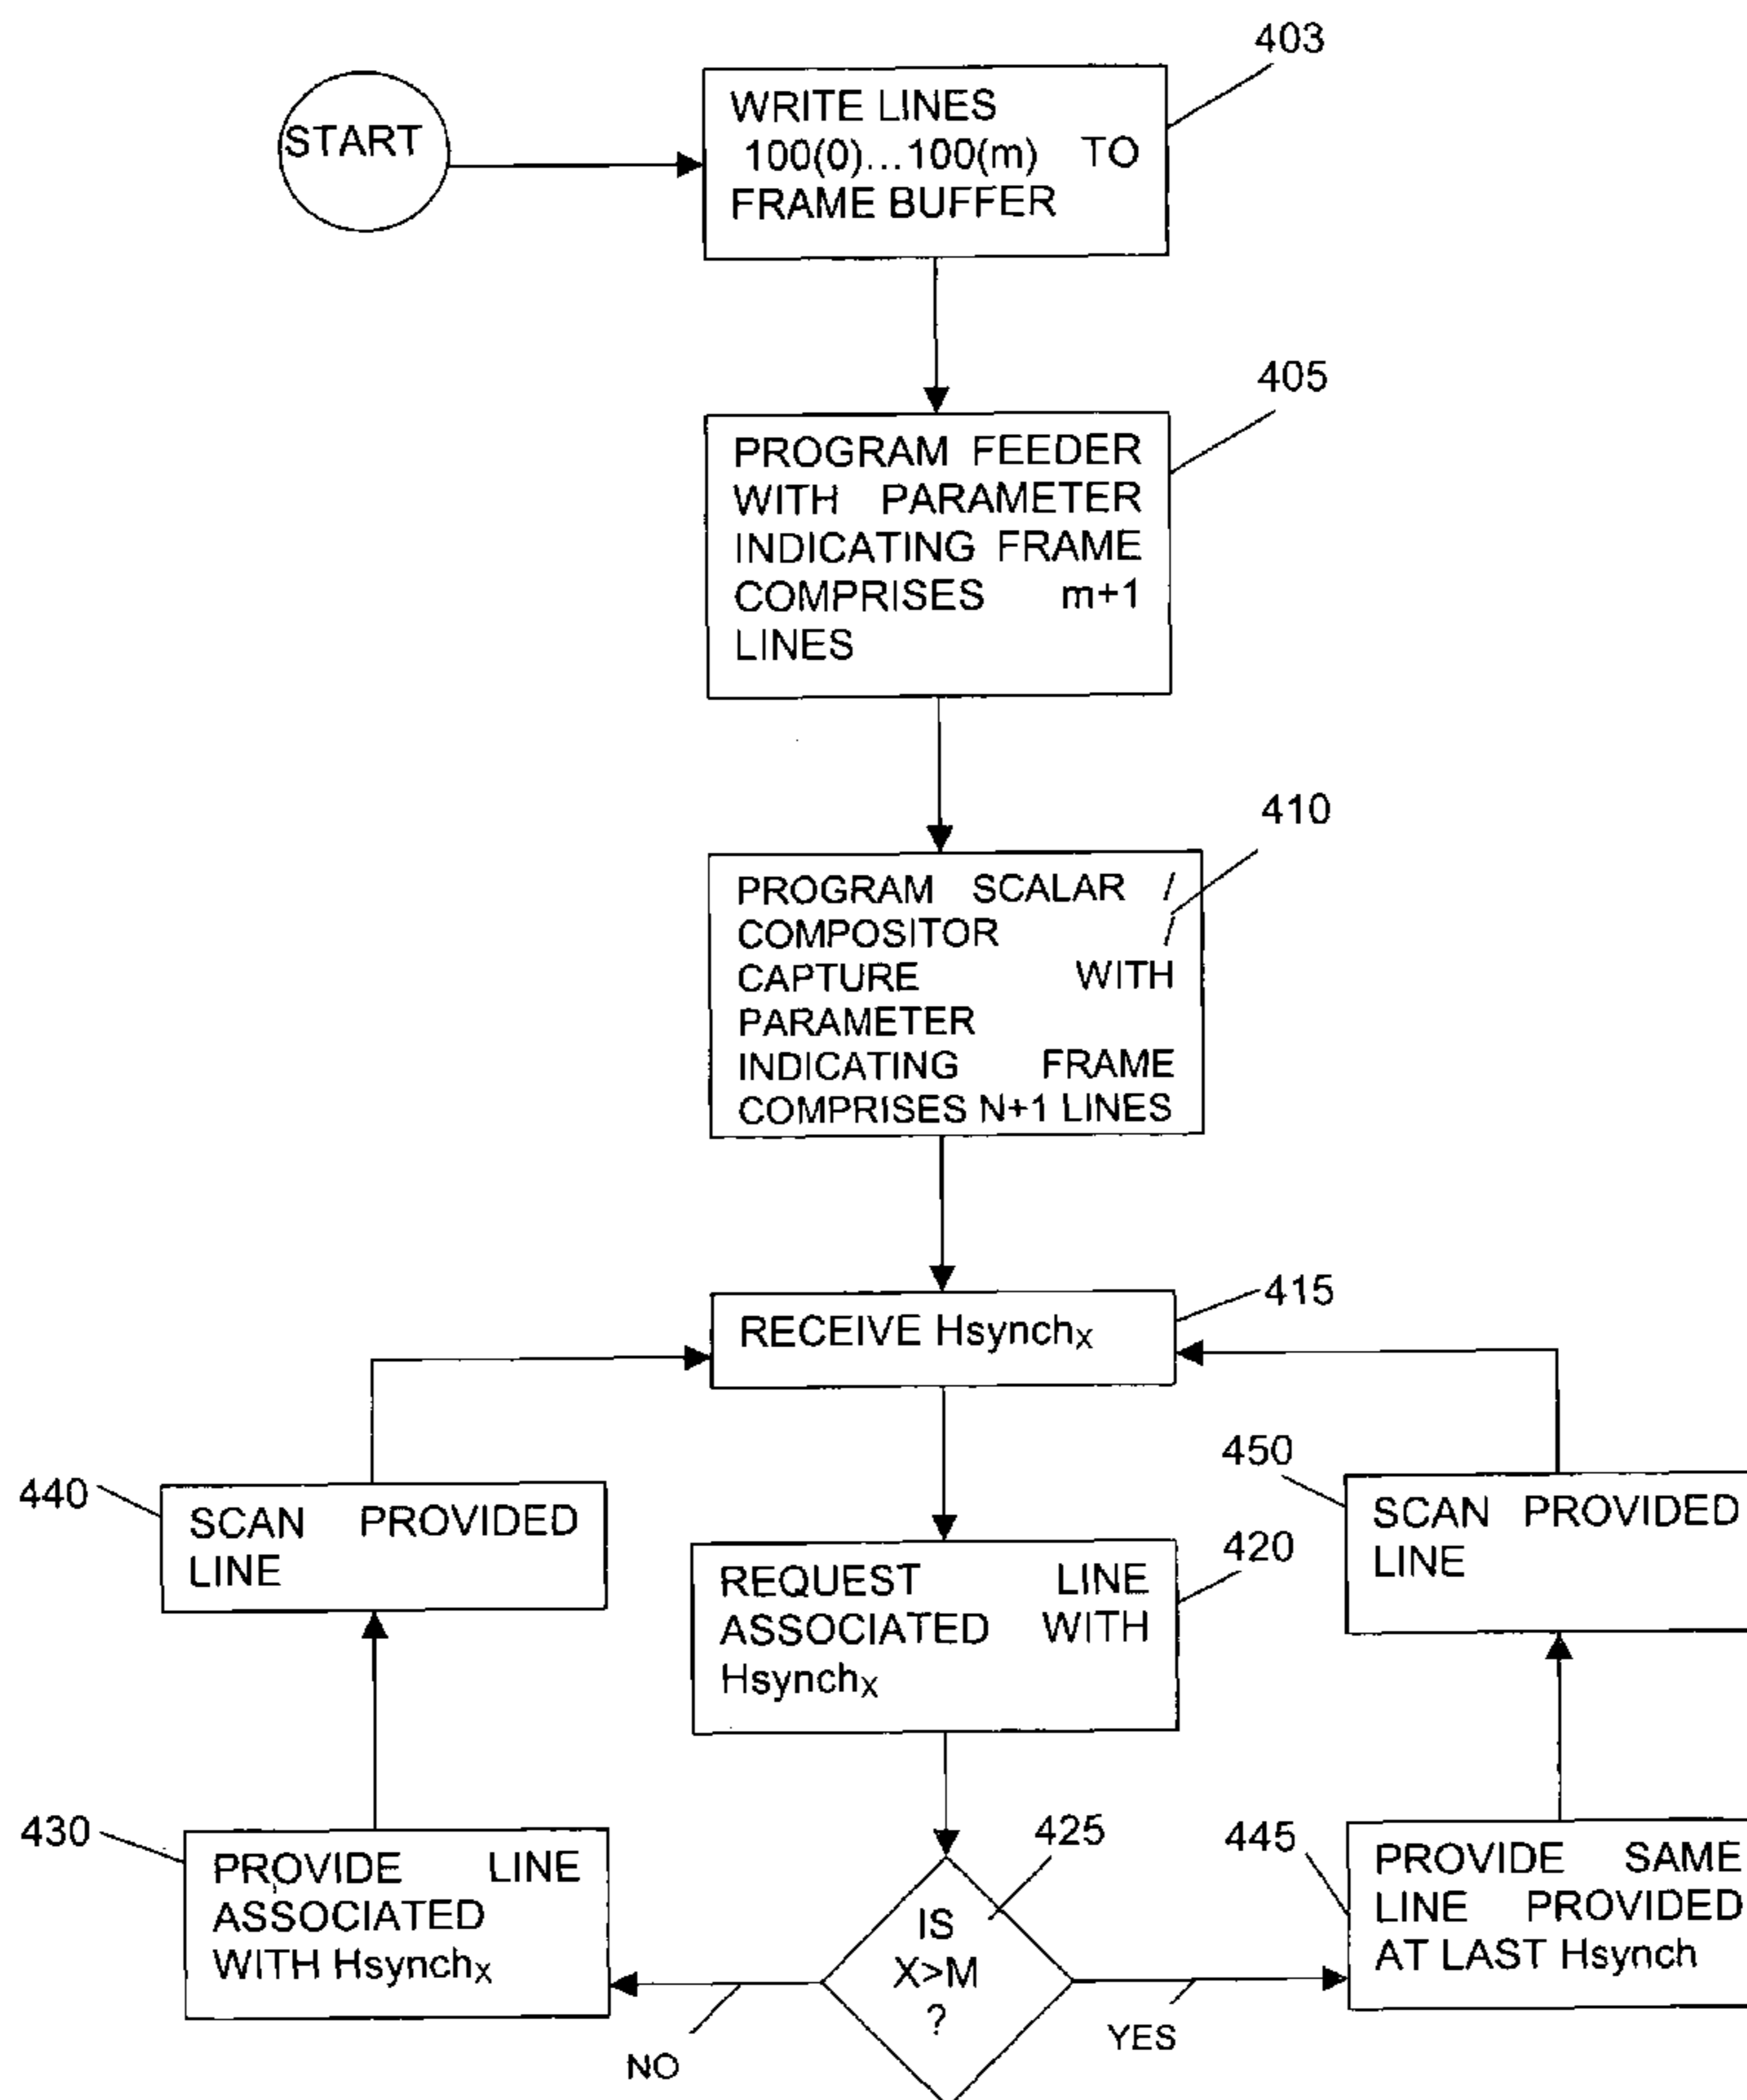 403
START
WRITE LINES
100(0)...100(m) TO
FRAME BUFFER
405
PROGRAM FEEDER
WITH PARAMETER
INDICATING FRAME
COMPRISES m+1
LINES
410
PROGRAM SCALAR /
COMPOSITOR /
CAPTURE WITH
PARAMETER
INDICATING FRAME
COMPRISES N+1 LINES
415
RECEIVE Hsynchx
440
SCAN PROVIDED
LINE
420
REQUEST LINE
ASSOCIATED WITH
Hsynchx
450
SCAN PROVIDED
LINE
430
PROVIDE LINE
ASSOCIATED
WITH Hsynchx
425
IS
X>M
?
NO
YES
445
PROVIDE SAME
LINE PROVIDED
AT LAST Hsynch